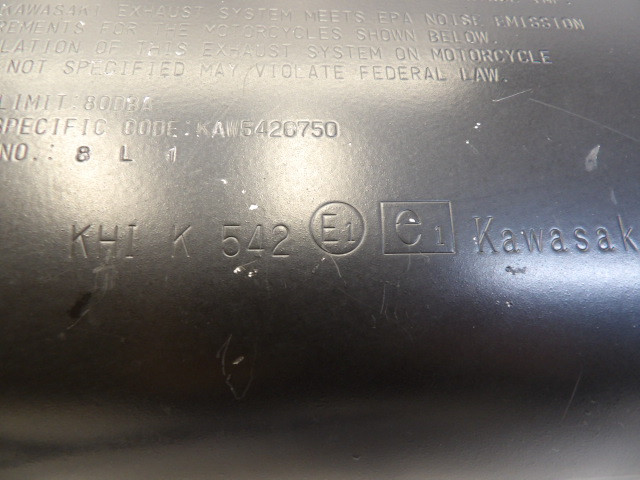 KAWASAKI EXHAUST SYSTEM MEETS EPA NOISE EMISSION
REMENTS FOR THE MOTORCYCLES SHOWN BELOW.
LATION OF THIS EXHAUST SYSTEM ON MOTORCYCLE
NOT SPECIFIED MAY VIOLATE FEDERAL LAW.
LIMIT:80DBA
SPECIFIC CODE:KAW5426750
NO.: 8 L 1
KHI K 542 E1 e1 Kawasak